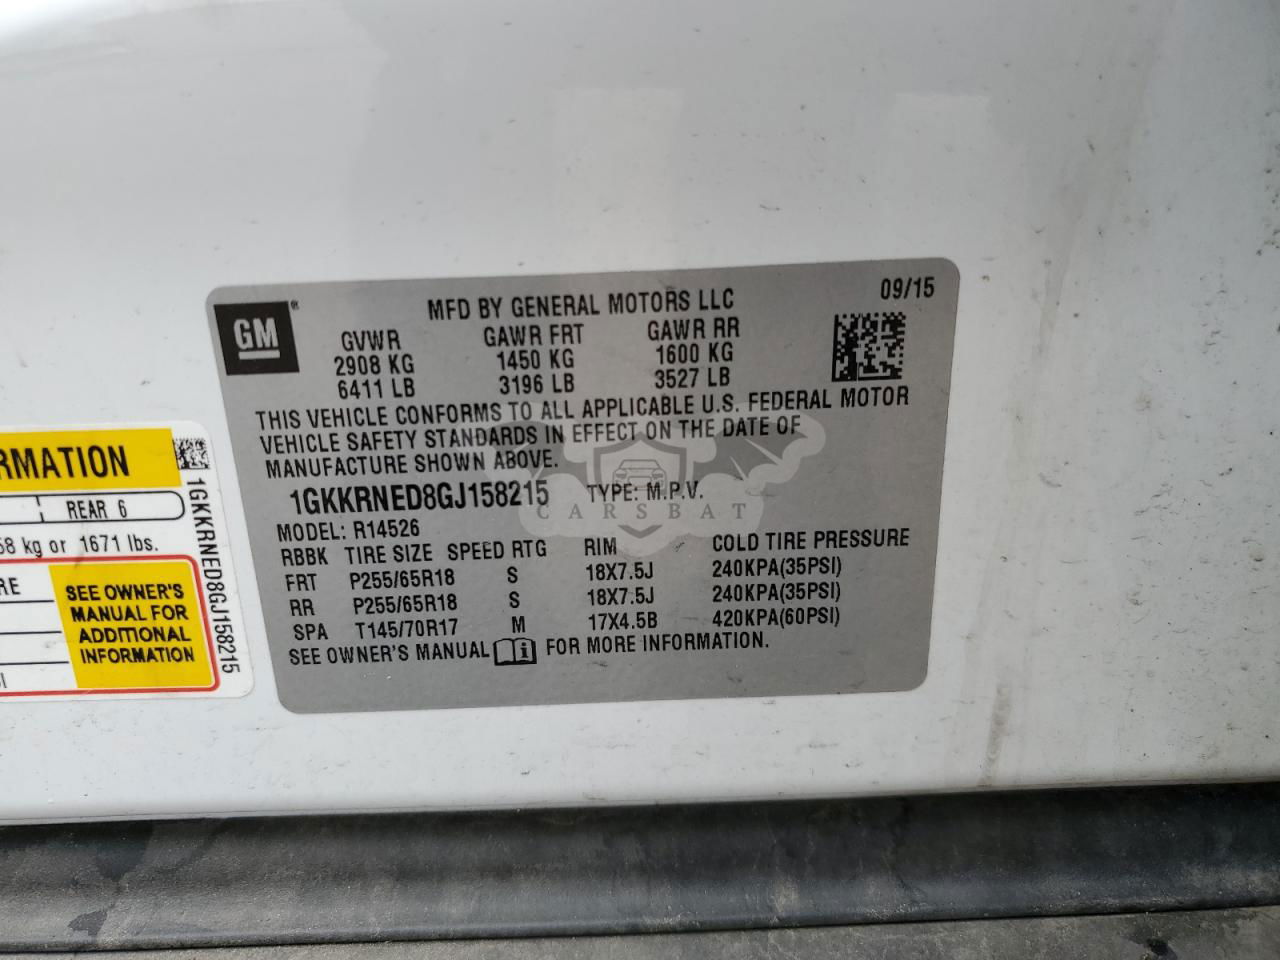 GM ®
MFD BY GENERAL MOTORS LLC 09/15
GVWR GAWR FRT GAWR RR
2908 KG 1450 KG 1600 KG
6411 LB 3196 LB 3527 LB
THIS VEHICLE CONFORMS TO ALL APPLICABLE U.S. FEDERAL MOTOR
VEHICLE SAFETY STANDARDS IN EFFECT ON THE DATE OF
MANUFACTURE SHOWN ABOVE.
1GKKRNED8GJ158215 TYPE: M.P.V.
CARSBAT
MODEL: R14526
RBBK TIRE SIZE SPEED RTG RIM COLD TIRE PRESSURE
FRT P255/65R18 S 18X7.5J 240KPA(35PSI)
RR P255/65R18 S 18X7.5J 240KPA(35PSI)
SPA T145/70R17 M 17X4.5B 420KPA(60PSI)
SEE OWNER'S MANUAL FOR MORE INFORMATION.
RMATION
REAR 6
58 kg or 1671 lbs.
RE
SEE OWNER'S
MANUAL FOR
ADDITIONAL
INFORMATION
1GKKRNED8GJ158215